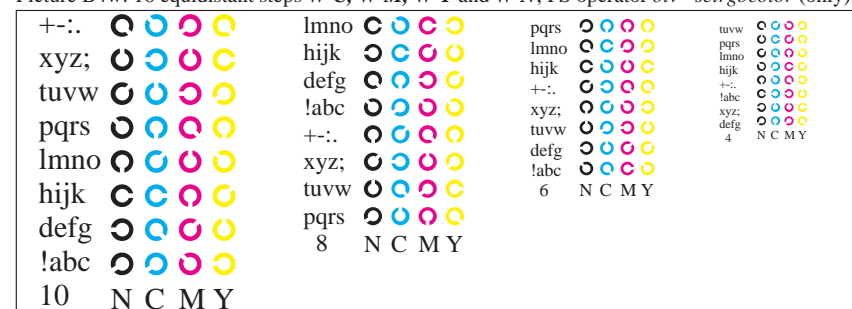 +-:.
xyz;
tuvw
pqrs
lmno
hijk
defg
!abc
10 N C M Y
lmno
hijk
defg
!abc
+-:.
xyz;
tuvw
pqrs
8 N C M Y
pqrs
lmno
hijk
+-:.
xyz;
tuvw
defg
!abc
6 N C M Y
tuvw
pqrs
lmno
hijk
+-:.
!abc
xyz;
defg
4 N C M Y